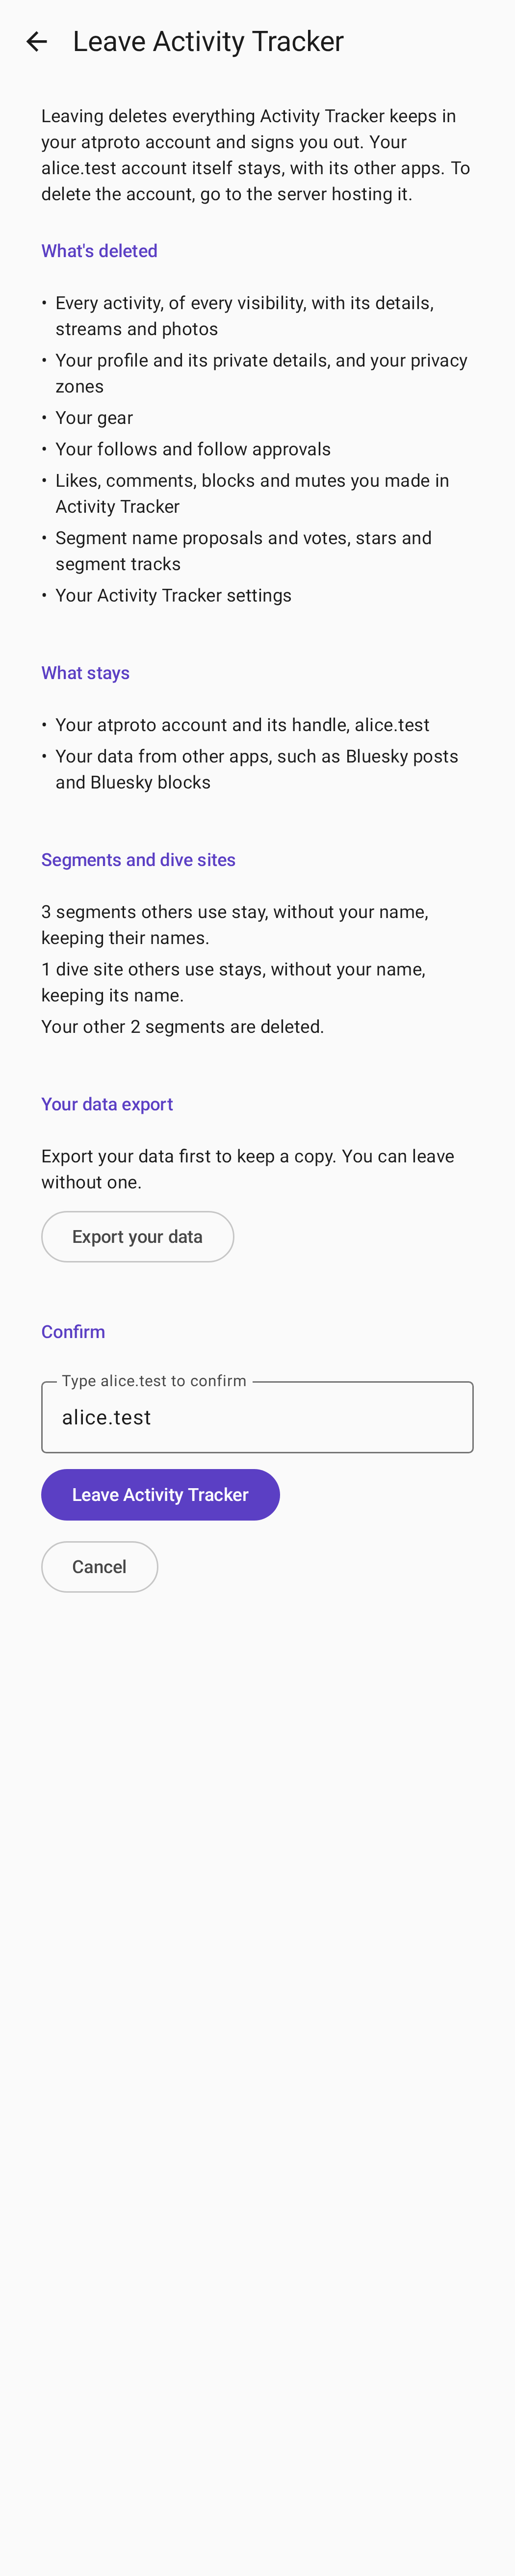 Leave Activity Tracker
Leaving deletes everything Activity Tracker keeps in
your atproto account and signs you out. Your
alice.test account itself stays, with its other apps. To
delete the account, go to the server hosting it.
What's deleted
• Every activity, of every visibility, with its details,
streams and photos
• Your profile and its private details, and your privacy
zones
• Your gear
• Your follows and follow approvals
• Likes, comments, blocks and mutes you made in
Activity Tracker
• Segment name proposals and votes, stars and
segment tracks
• Your Activity Tracker settings
What stays
• Your atproto account and its handle, alice.test
• Your data from other apps, such as Bluesky posts
and Bluesky blocks
Segments and dive sites
3 segments others use stay, without your name,
keeping their names.
1 dive site others use stays, without your name,
keeping its name.
Your other 2 segments are deleted.
Your data export
Export your data first to keep a copy. You can leave
without one.
Export your data
Confirm
Type alice.test to confirm
alice.test
Leave Activity Tracker
Cancel